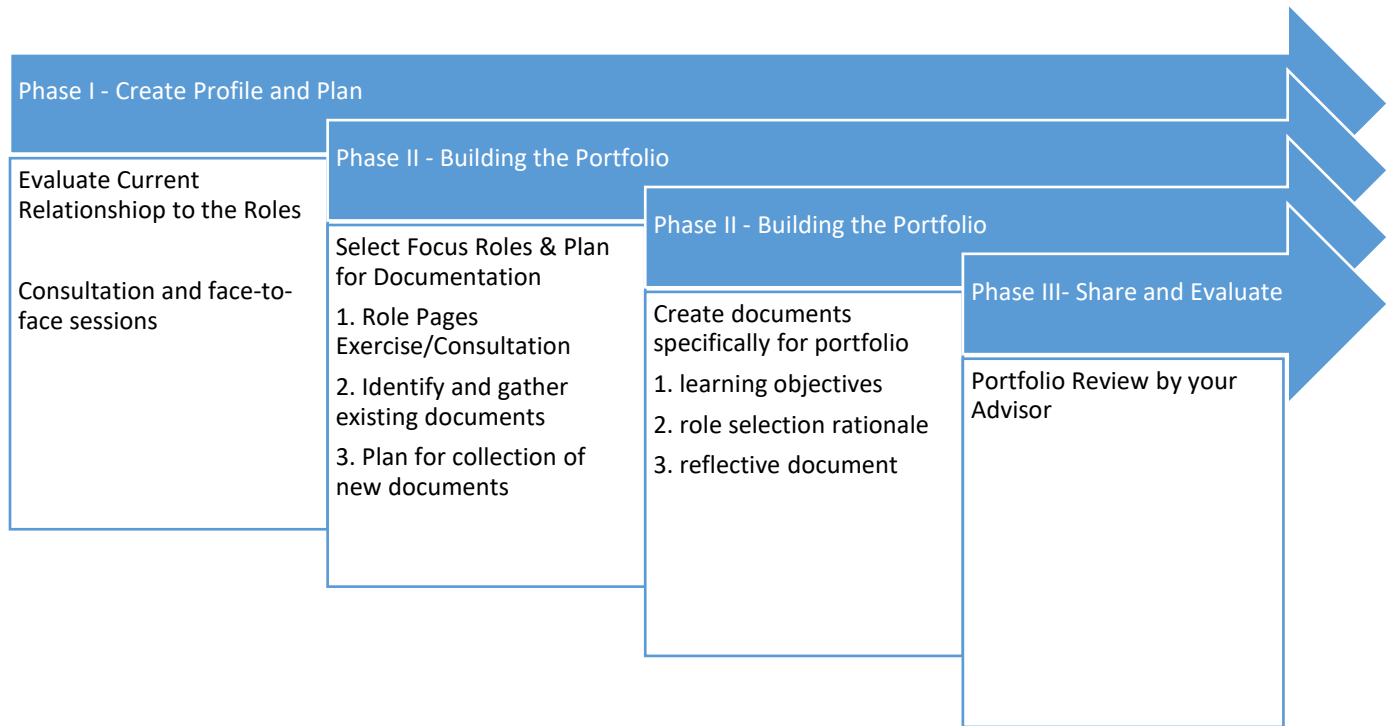 Phase I - Create Profile and Plan
Evaluate Current
Relationshiop to the Roles
Consultation and face-to-
face sessions
Phase II - Building the Portfolio
Select Focus Roles & Plan
for Documentation
1. Role Pages
Exercise/Consultation
2. Identify and gather
existing documents
3. Plan for collection of
new documents
Phase II - Building the Portfolio
Create documents
specifically for portfolio
1. learning objectives
2. role selection rationale
3. reflective document
Phase III- Share and Evaluate
Portfolio Review by your
Advisor